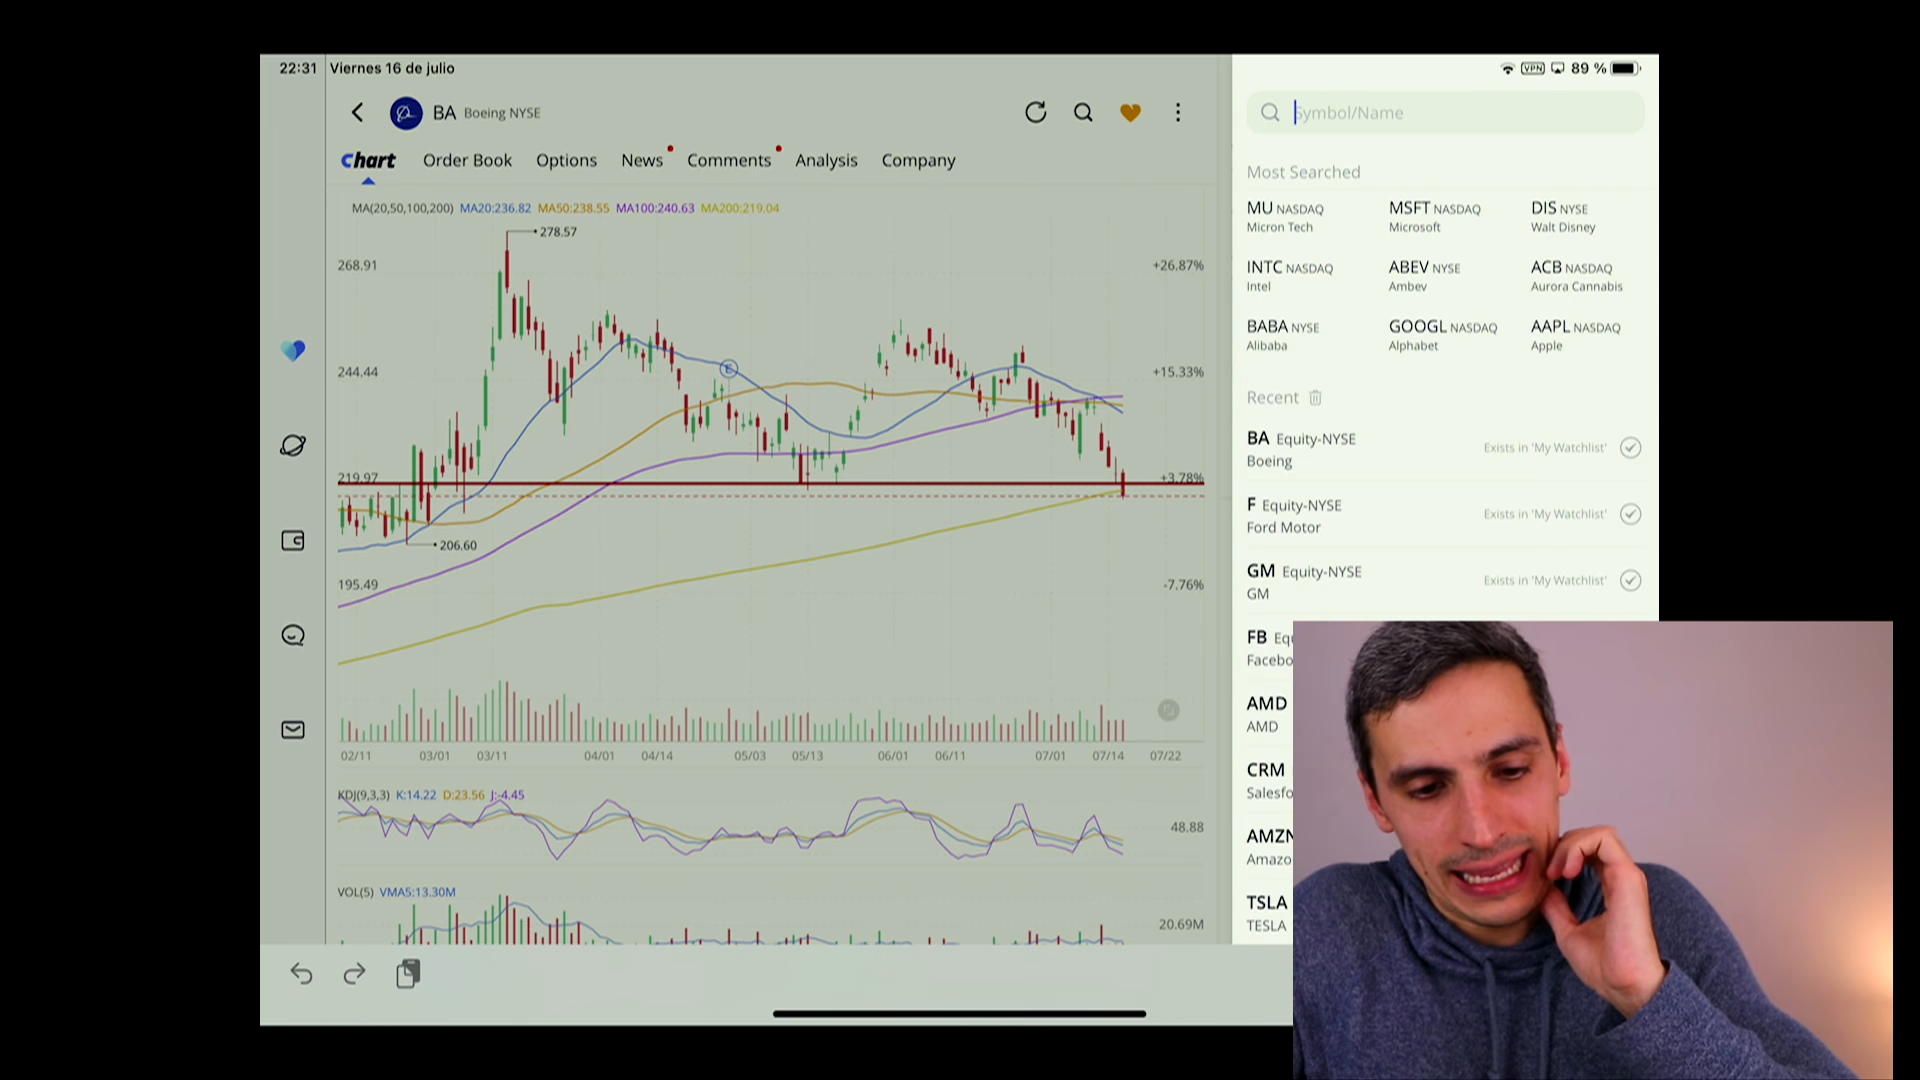 22:31 Viernes 16 de julio
VPN 89 %
BA Boeing NYSE
Chart Order Book Options News Comments Analysis Company
MA(20,50,100,200) MA20:236.82 MA50:238.55 MA100:240.63 MA200:219.04
278.57
268.91 +26.87%
E
244.44 +15.33%
219.97 +3.78%
206.60
195.49 -7.76%
02/11 03/01 03/11 04/01 04/14 05/03 05/13 06/01 06/11 07/01 07/14 07/22
KDJ(9,3,3) K:14.22 D:23.56 J:-4.45
48.88
VOL(5) VMA5:13.30M
20.69M
Symbol/Name
Most Searched
MU NASDAQ MSFT NASDAQ DIS NYSE
Micron Tech Microsoft Walt Disney
INTC NASDAQ ABEV NYSE ACB NASDAQ
Intel Ambev Aurora Cannabis
BABA NYSE GOOGL NASDAQ AAPL NASDAQ
Alibaba Alphabet Apple
Recent
BA Equity-NYSE
Boeing
Exists in 'My Watchlist'
F Equity-NYSE
Ford Motor
Exists in 'My Watchlist'
GM Equity-NYSE
GM
Exists in 'My Watchlist'
FB Equ
Facebo
AMD
AMD
CRM
Salesfo
AMZN
Amazo
TSLA
TESLA